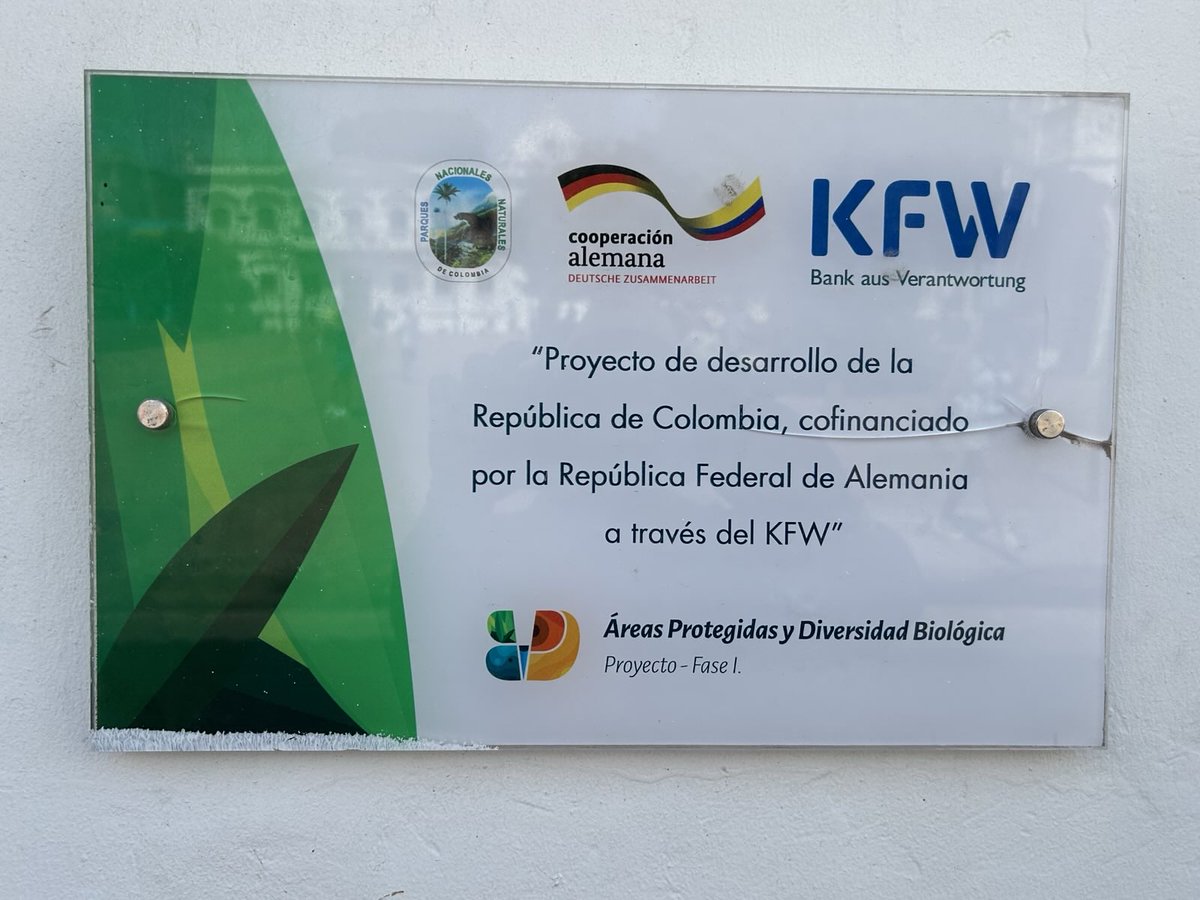 PARQUES NACIONALES NATURALES
DE COLOMBIA
cooperación
alemana
DEUTSCHE ZUSAMMENARBEIT
KFW
Bank aus Verantwortung
“Proyecto de desarrollo de la
República de Colombia, cofinanciado
por la República Federal de Alemania
a través del KFW”
Áreas Protegidas y Diversidad Biológica
Proyecto - Fase I.